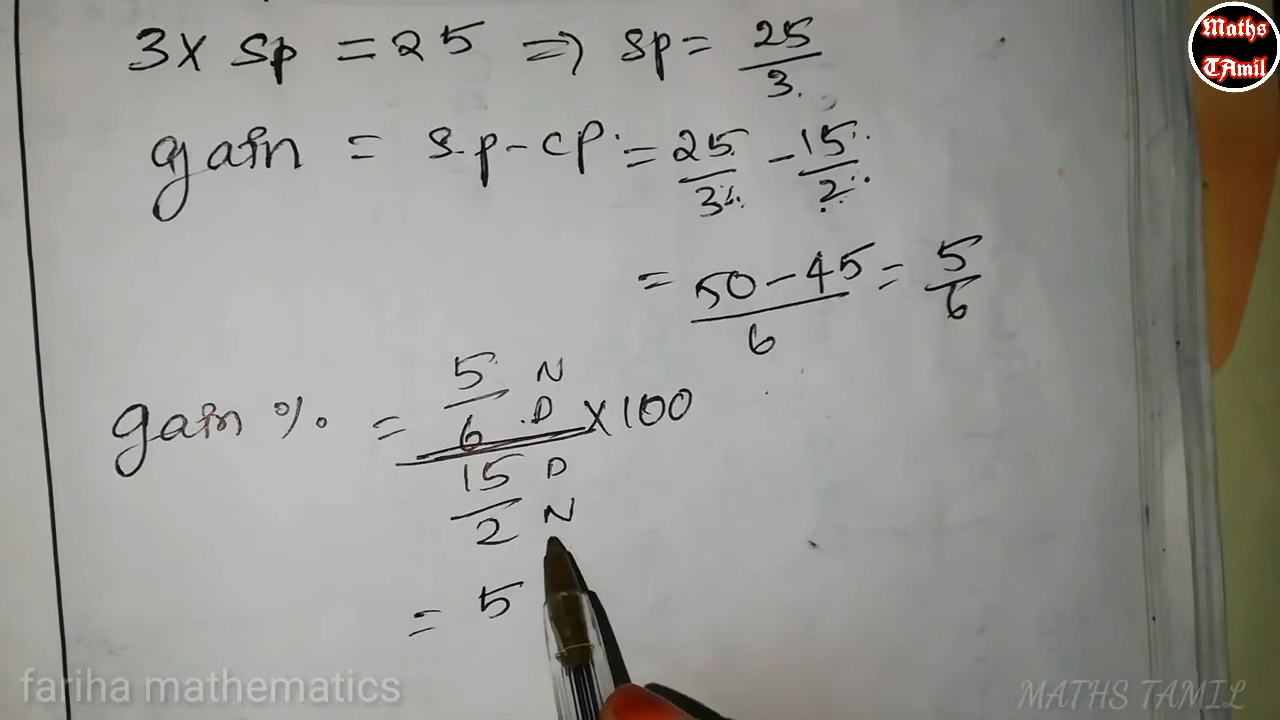 Maths
TAmil
3 × Sp = 25 ⇒ Sp = 25/3.
gain = S.p - CP. = 25/3 - 15/2
= (50 - 45)/6 = 5/6
gain % = (5/6)/(15/2) × 100
N
D
D
N
= 5
fariha mathematics
MATHS TAMIL